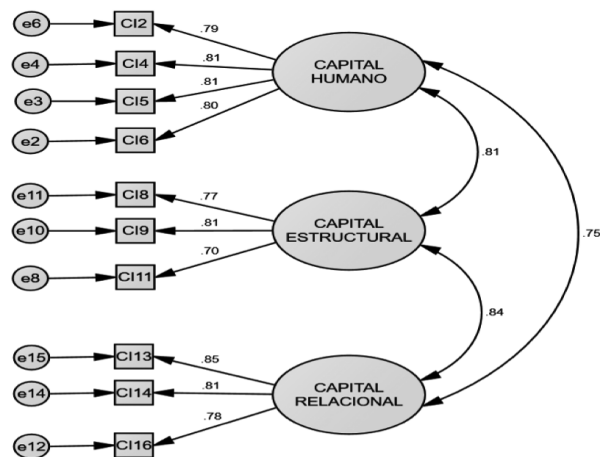 e6 CI2 .79
e4 CI4 .81
e3 CI5 .81
e2 CI6 .80
CAPITAL
HUMANO
.81
e11 CI8 .77
e10 CI9 .81
e8 CI11 .70
CAPITAL
ESTRUCTURAL
.75
.84
e15 CI13 .85
e14 CI14 .81
e12 CI16 .78
CAPITAL
RELACIONAL